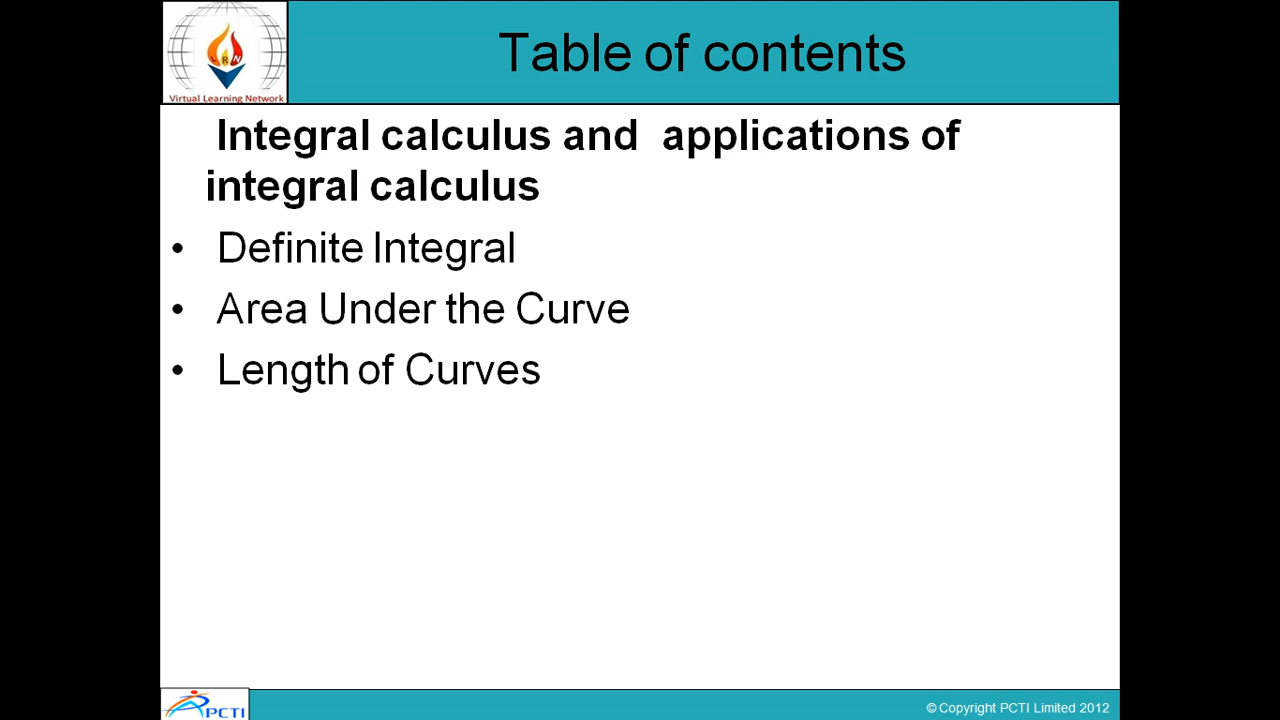 Table of contents
LRN
Virtual Learning Network
Integral calculus and applications of
integral calculus
• Definite Integral
• Area Under the Curve
• Length of Curves
PCTI
© Copyright PCTI Limited 2012